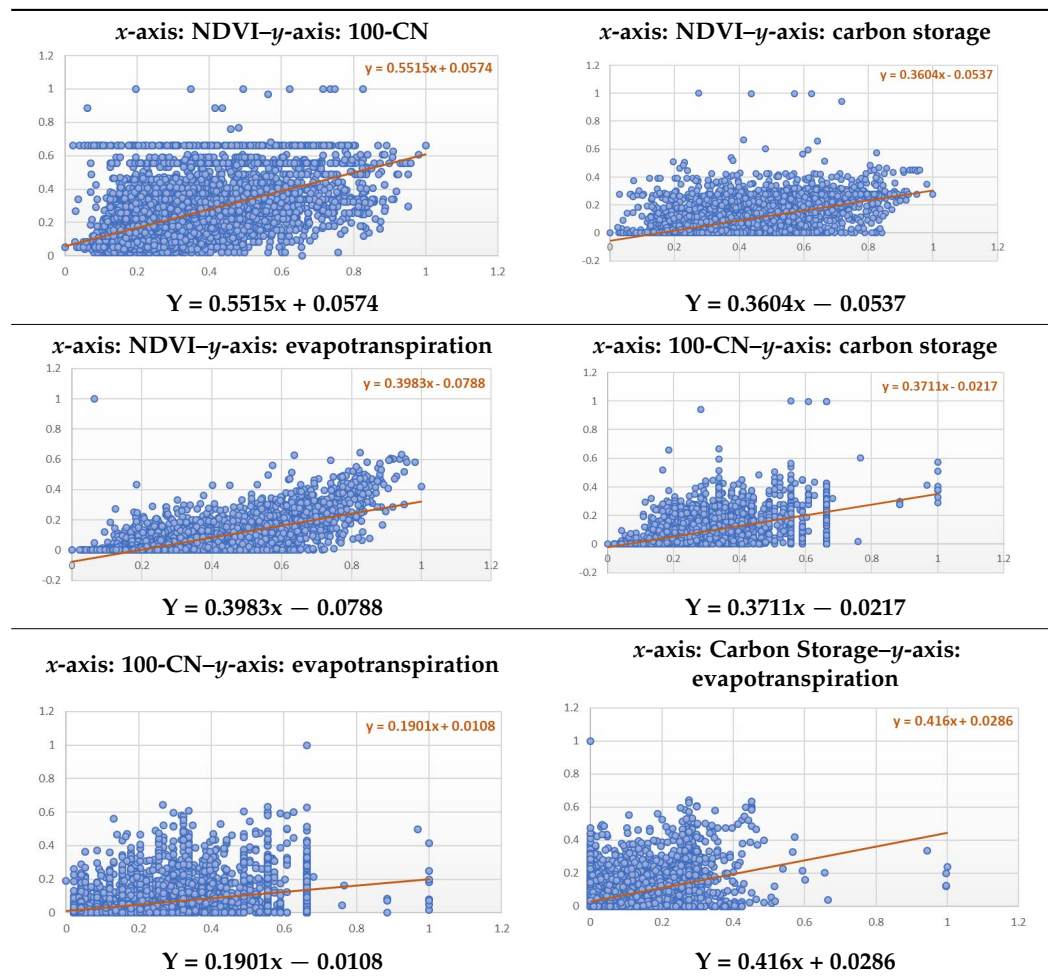 x-axis: NDVI–y-axis: 100-CN
1.2
1
0.8
0.6
0.4
0.2
0
y = 0.5515x + 0.0574
0 0.2 0.4 0.6 0.8 1 1.2
Y = 0.5515x + 0.0574
x-axis: NDVI–y-axis: carbon storage
1.2
1
0.8
0.6
0.4
0.2
0
-0.2
y = 0.3604x - 0.0537
0 0.2 0.4 0.6 0.8 1 1.2
Y = 0.3604x — 0.0537
x-axis: NDVI–y-axis: evapotranspiration
1.2
1
0.8
0.6
0.4
0.2
0
-0.2
y = 0.3983x - 0.0788
0 0.2 0.4 0.6 0.8 1 1.2
Y = 0.3983x — 0.0788
x-axis: 100-CN–y-axis: carbon storage
1.2
1
0.8
0.6
0.4
0.2
0
-0.2
y = 0.3711x - 0.0217
0 0.2 0.4 0.6 0.8 1 1.2
Y = 0.3711x — 0.0217
x-axis: 100-CN–y-axis: evapotranspiration
1.2
1
0.8
0.6
0.4
0.2
0
y = 0.1901x + 0.0108
0 0.2 0.4 0.6 0.8 1 1.2
Y = 0.1901x — 0.0108
x-axis: Carbon Storage–y-axis:
evapotranspiration
1.2
1
0.8
0.6
0.4
0.2
0
y = 0.416x + 0.0286
0 0.2 0.4 0.6 0.8 1 1.2
Y = 0.416x + 0.0286